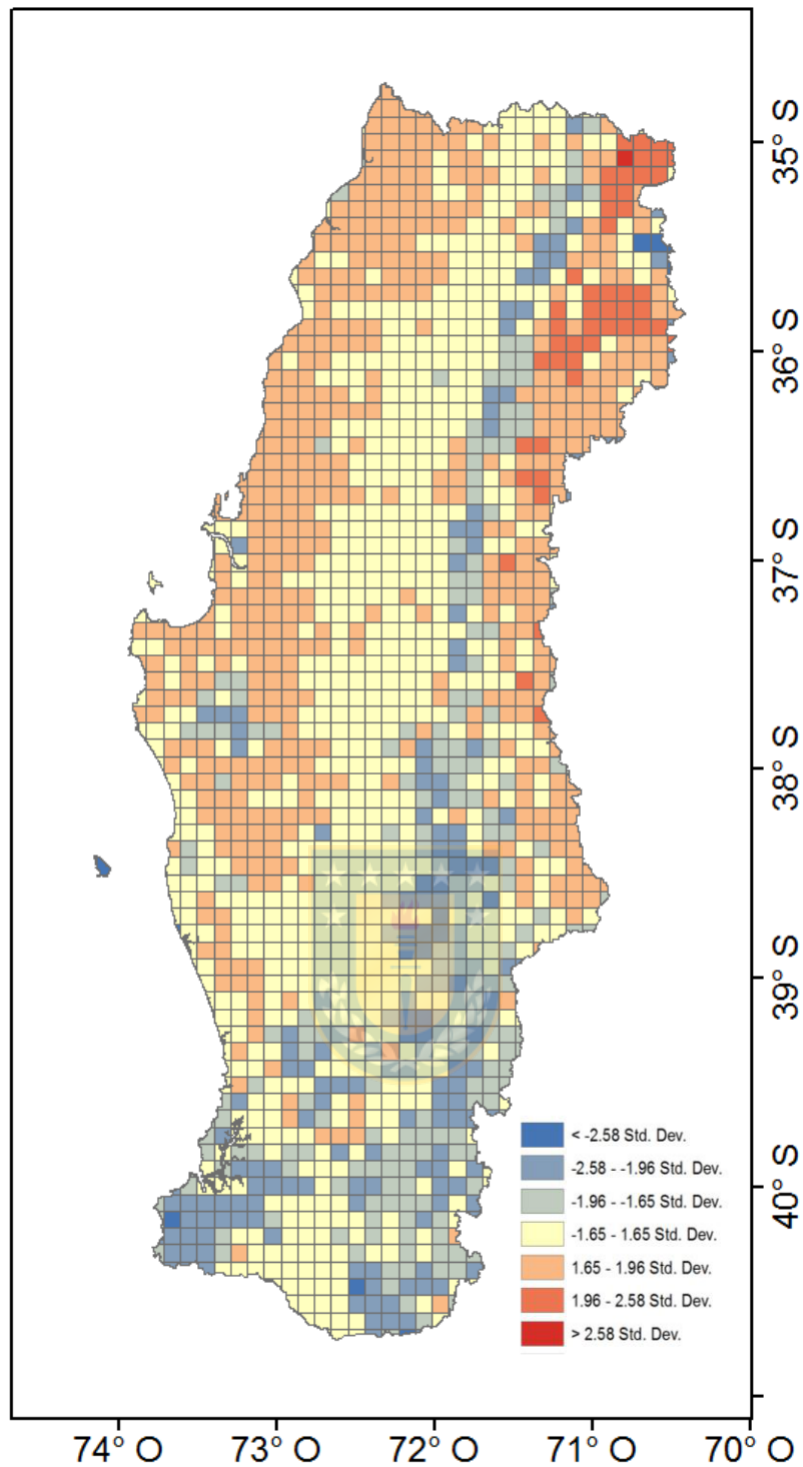 35° S
36° S
37° S
38° S
39° S
40° S
< -2.58 Std. Dev.
-2.58 - -1.96 Std. Dev.
-1.96 - -1.65 Std. Dev.
-1.65 - 1.65 Std. Dev.
1.65 - 1.96 Std. Dev.
1.96 - 2.58 Std. Dev.
> 2.58 Std. Dev.
74° O 73° O 72° O 71° O 70° O